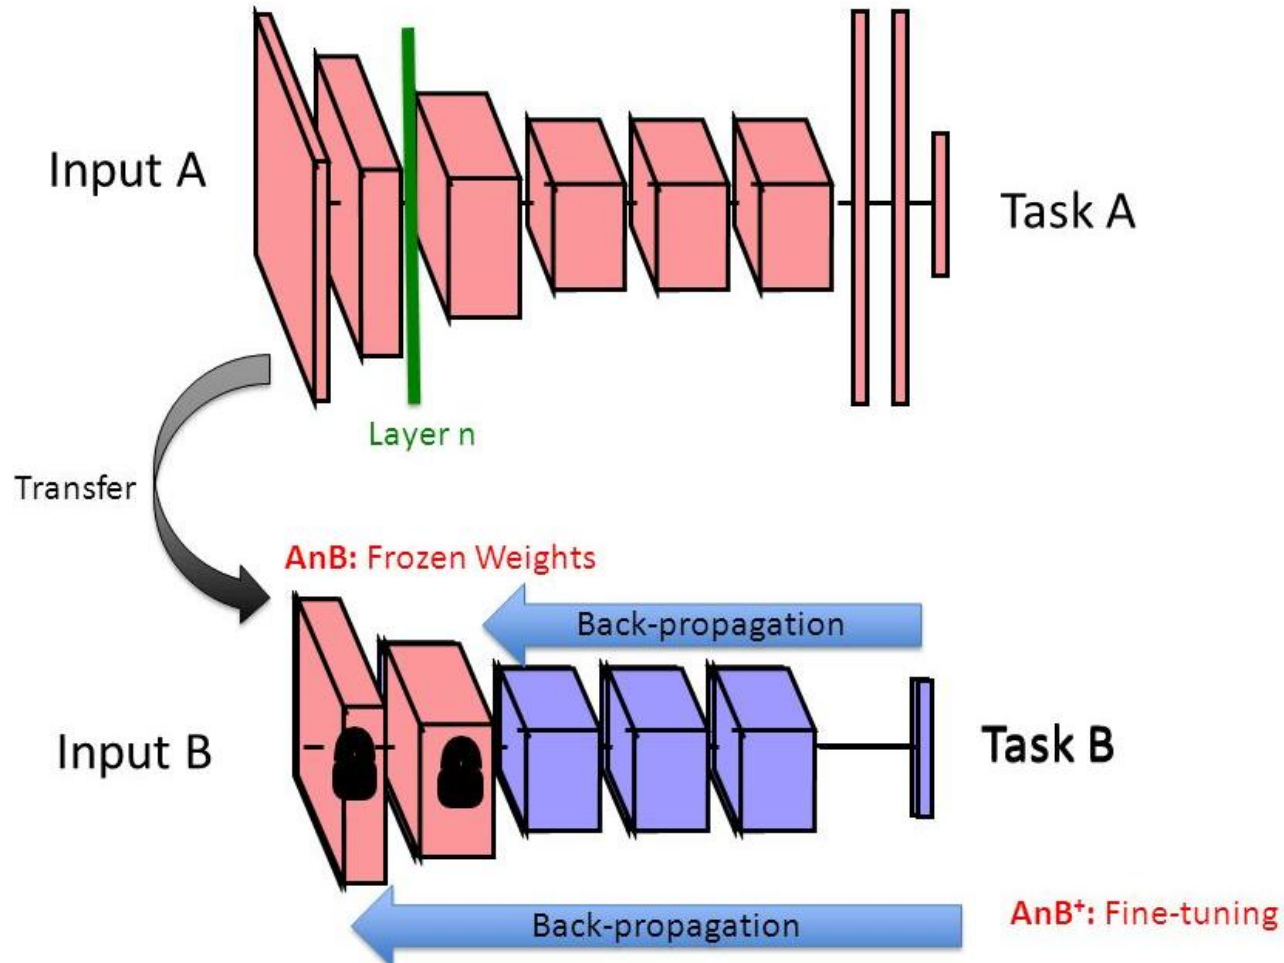 Input A
Task A
Layer n
Transfer
AnB: Frozen Weights
Back-propagation
Input B
Task B
Back-propagation
AnB⁺: Fine-tuning